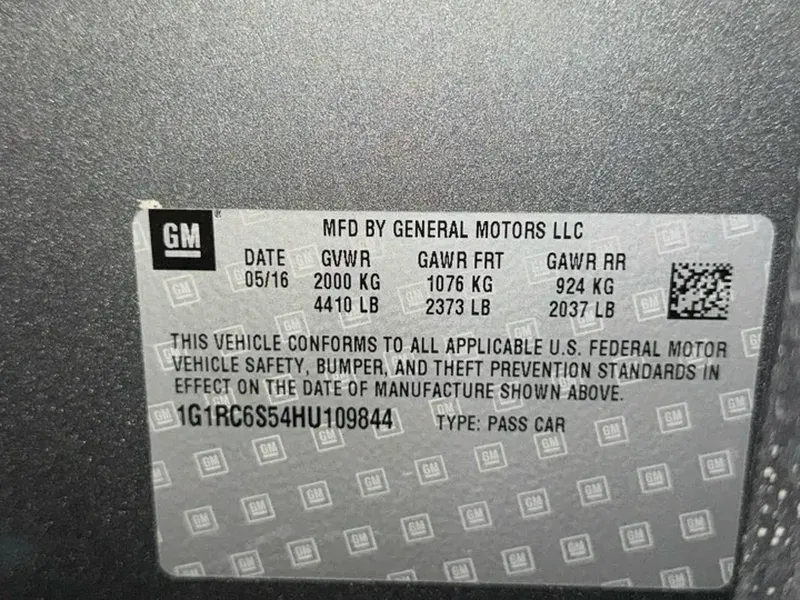 GM
MFD BY GENERAL MOTORS LLC
DATE GVWR GAWR FRT GAWR RR
05/16 2000 KG 1076 KG 924 KG
4410 LB 2373 LB 2037 LB
THIS VEHICLE CONFORMS TO ALL APPLICABLE U.S. FEDERAL MOTOR
VEHICLE SAFETY, BUMPER, AND THEFT PREVENTION STANDARDS IN
EFFECT ON THE DATE OF MANUFACTURE SHOWN ABOVE.
1G1RC6S54HU109844 TYPE: PASS CAR